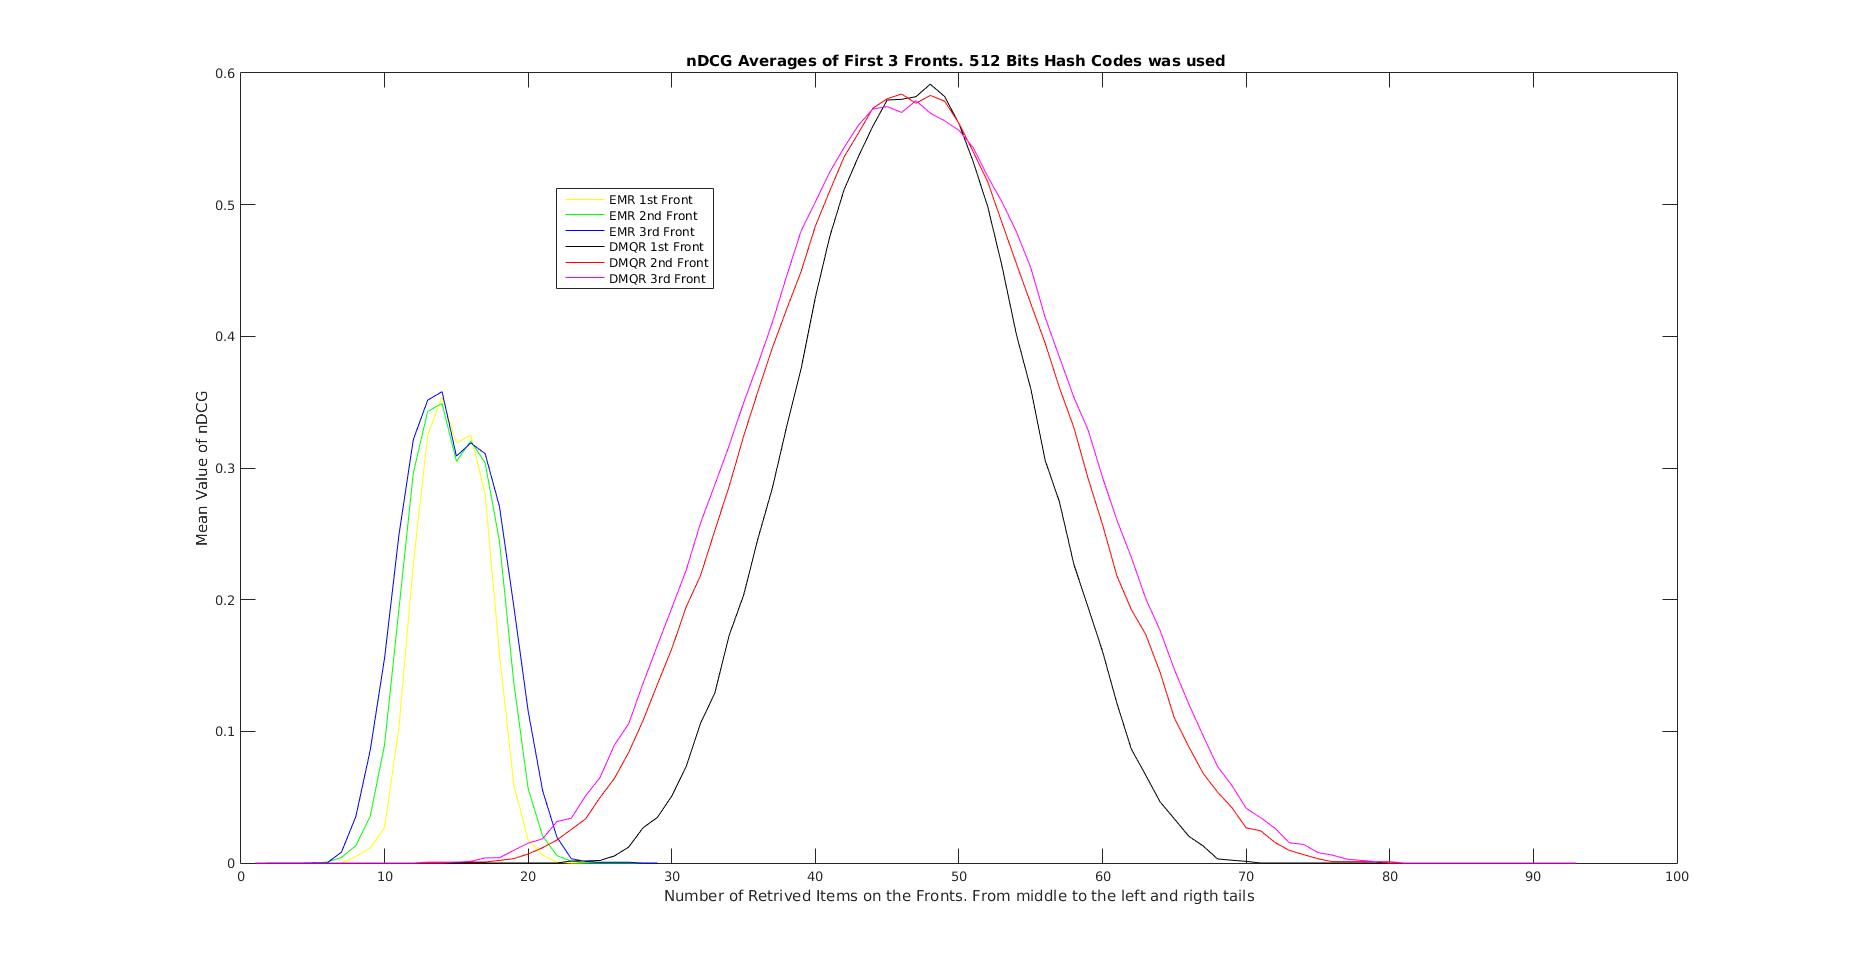 nDCG Averages of First 3 Fronts. 512 Bits Hash Codes was used
0.6
0.5
0.4
0.3
0.2
0.1
0
Mean Value of nDCG
EMR 1st Front
EMR 2nd Front
EMR 3rd Front
DMQR 1st Front
DMQR 2nd Front
DMQR 3rd Front
0 10 20 30 40 50 60 70 80 90 100
Number of Retrived Items on the Fronts. From middle to the left and rigth tails